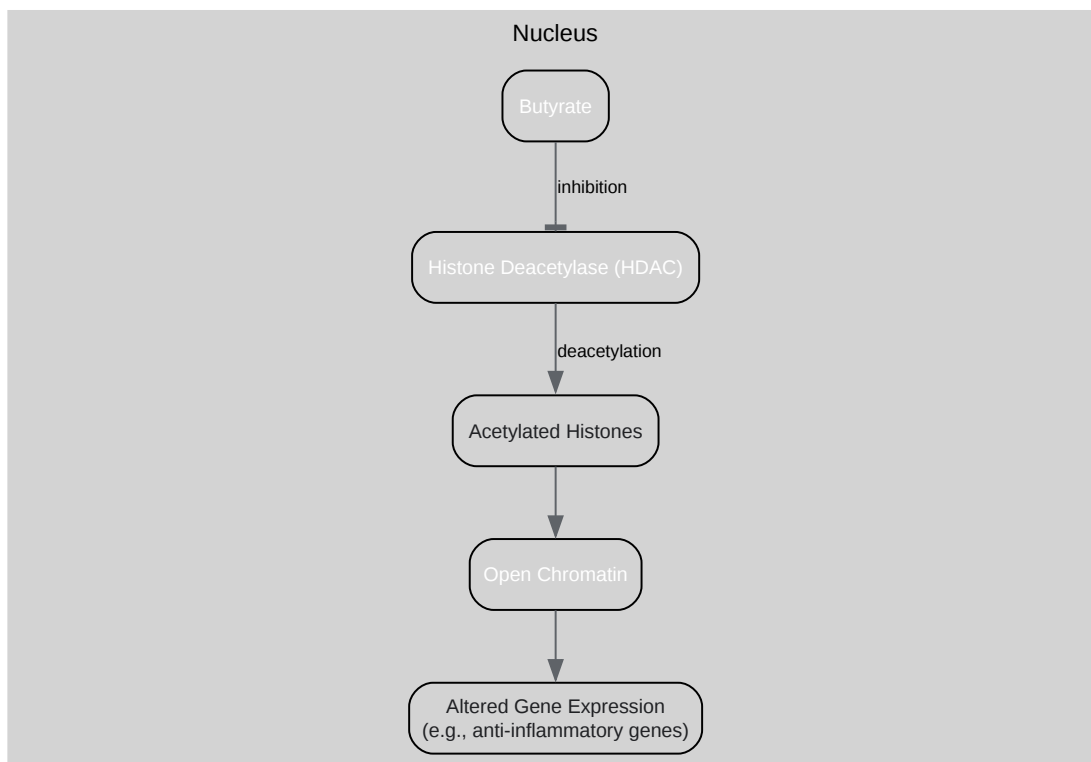 Nucleus
Butyrate
inhibition
Histone Deacetylase (HDAC)
deacetylation
Acetylated Histones
Open Chromatin
Altered Gene Expression
(e.g., anti-inflammatory genes)